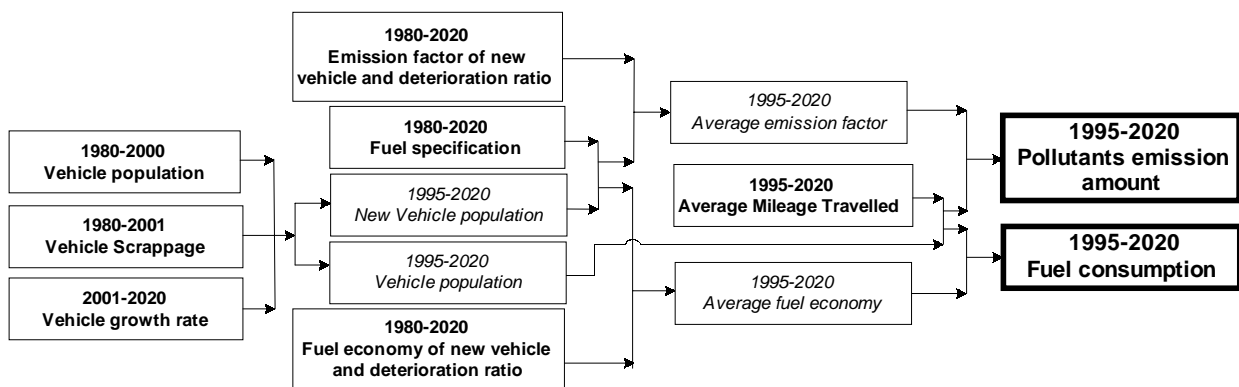 1980-2000
Vehicle population
1980-2001
Vehicle Scrappage
2001-2020
Vehicle growth rate
1980-2020
Emission factor of new
vehicle and deterioration ratio
1980-2020
Fuel specification
1995-2020
New Vehicle population
1995-2020
Vehicle population
1980-2020
Fuel economy of new vehicle
and deterioration ratio
1995-2020
Average emission factor
1995-2020
Average Mileage Travelled
1995-2020
Average fuel economy
1995-2020
Pollutants emission
amount
1995-2020
Fuel consumption